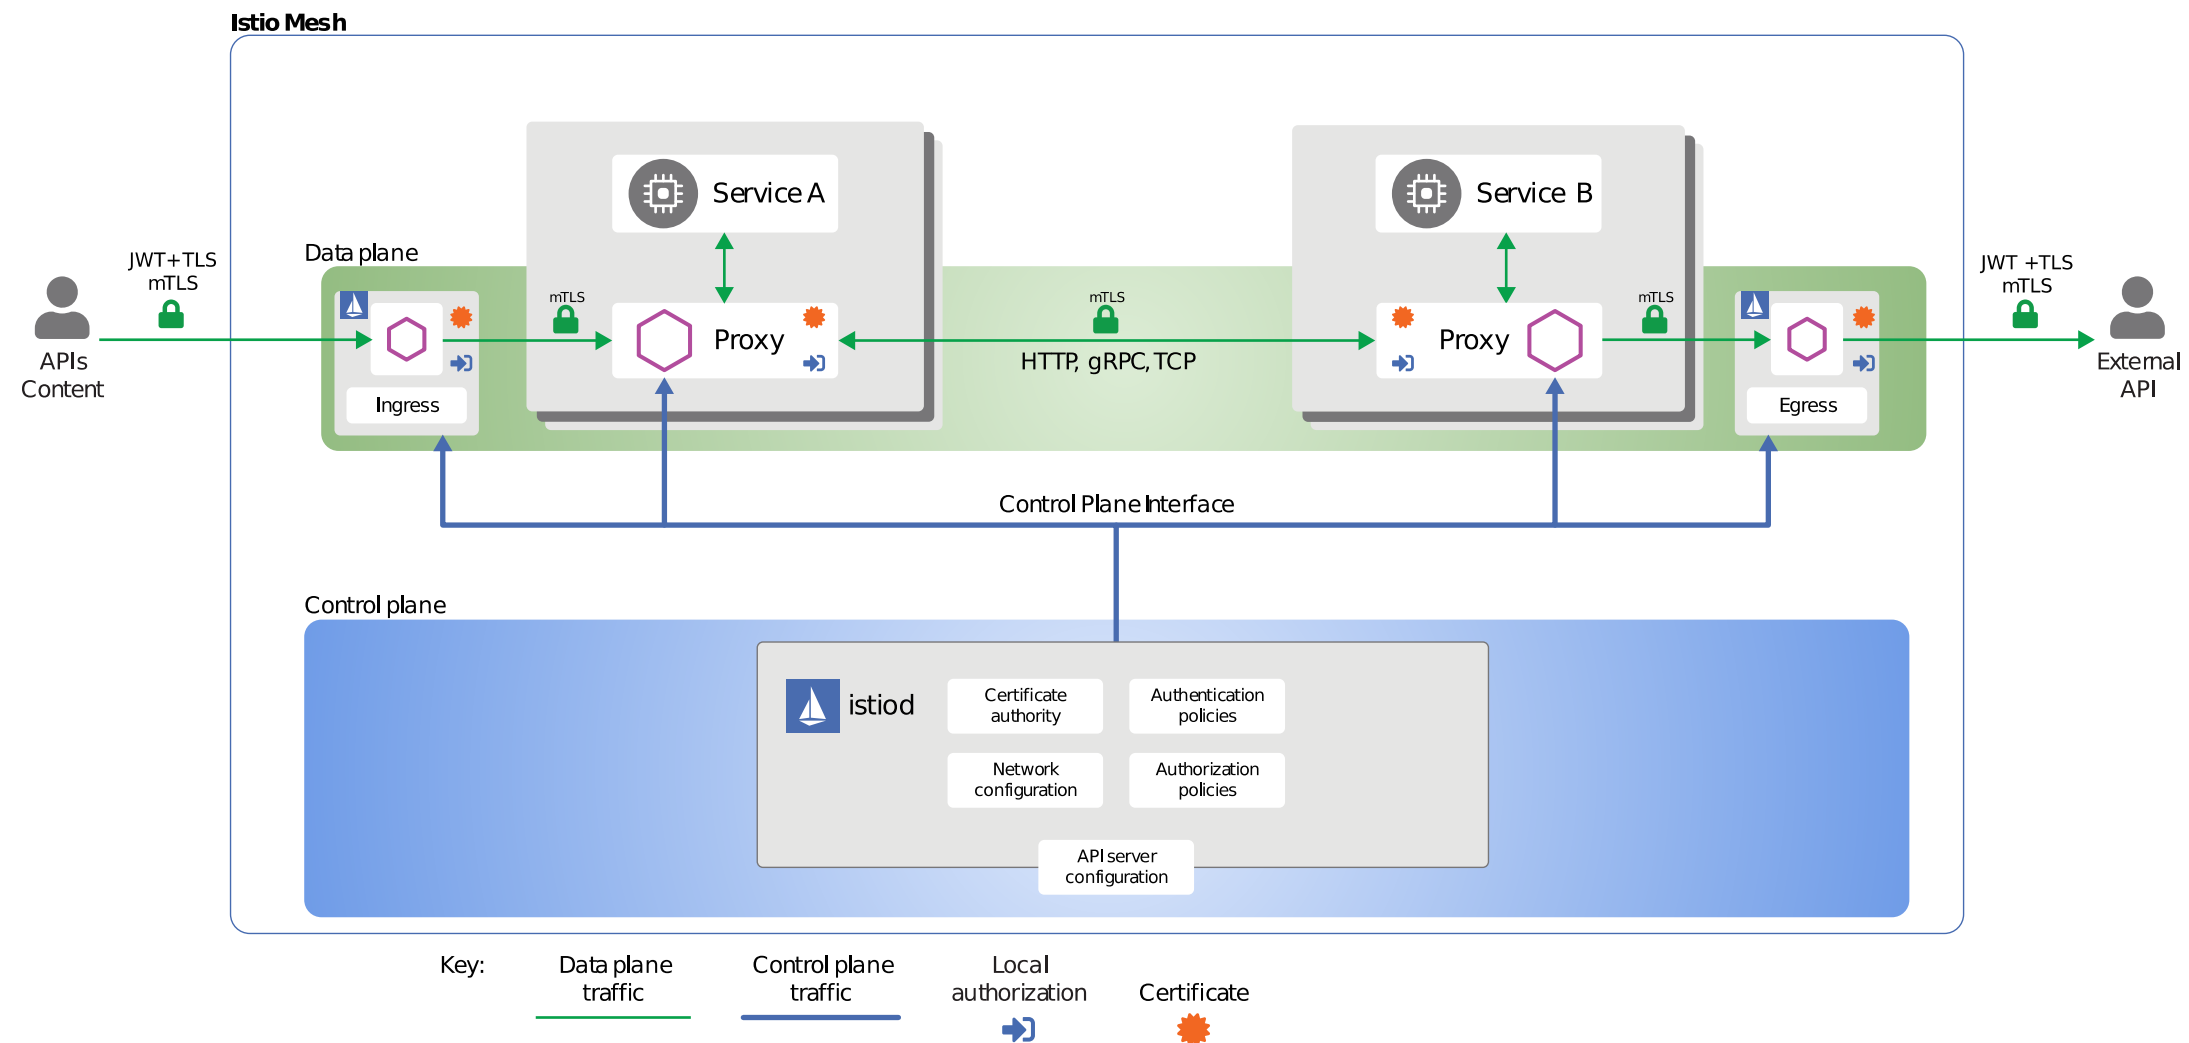 Istio Mesh
Data plane
JWT+TLS
mTLS
APIs
Content
Ingress
mTLS
Service A
Proxy
mTLS
HTTP, gRPC, TCP
Service B
Proxy
mTLS
Egress
JWT +TLS
mTLS
External
API
Control Plane Interface
Control plane
istiod
Certificate
authority
Authentication
policies
Network
configuration
Authorization
policies
API server
configuration
Key:
Data plane
traffic
Control plane
traffic
Local
authorization
Certificate